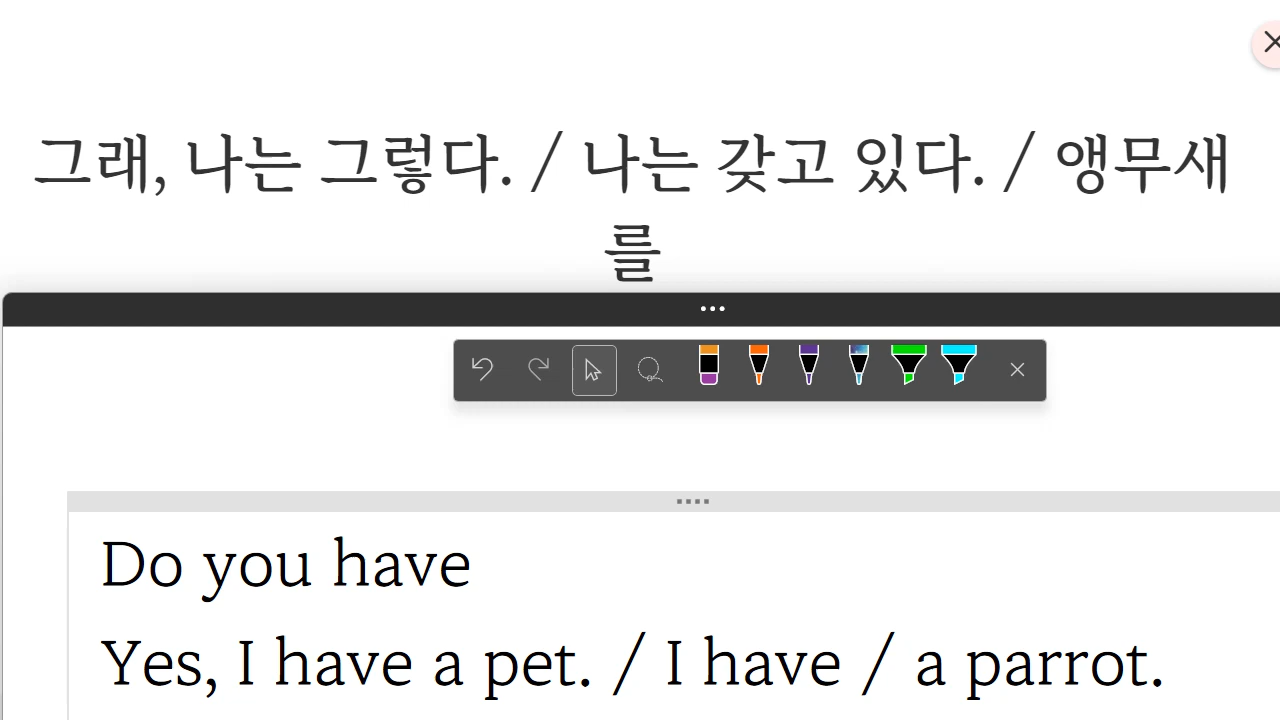 그래, 나는 그렇다. / 나는 갖고 있다. / 앵무새
를
Do you have
Yes, I have a pet. / I have / a parrot.